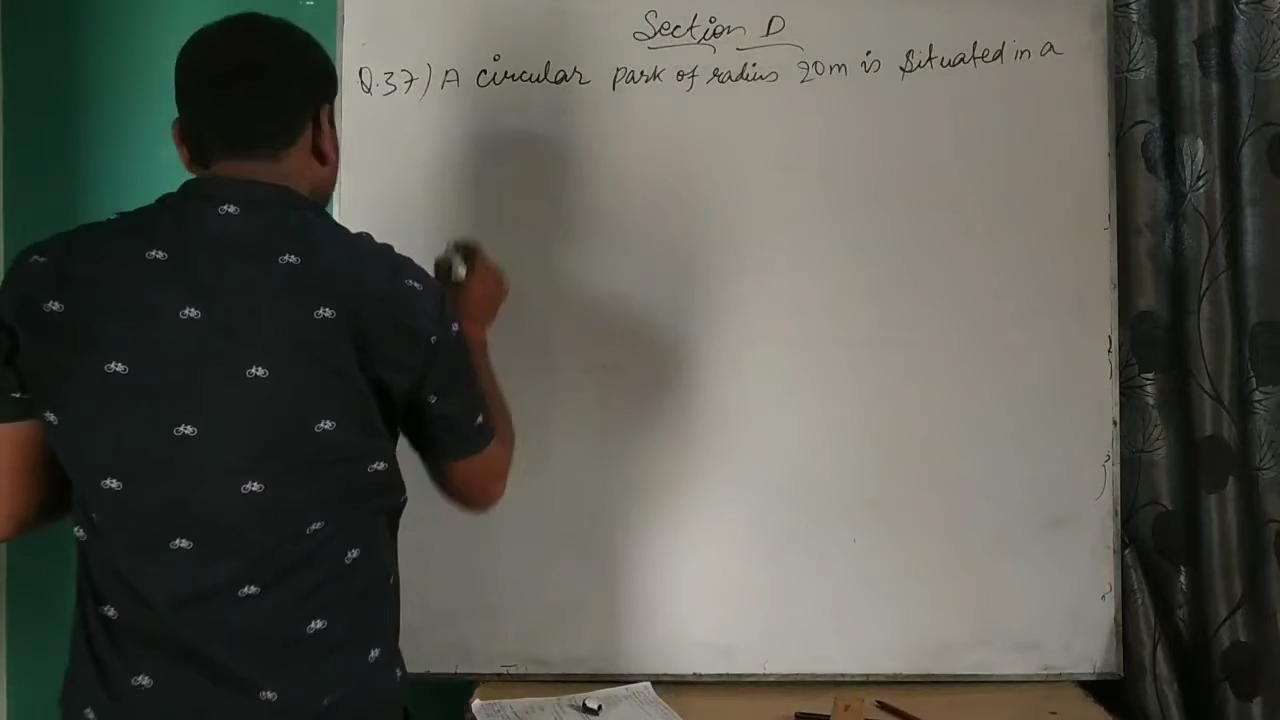 Section D
Q.37) A circular park of radius 20m is situated in a